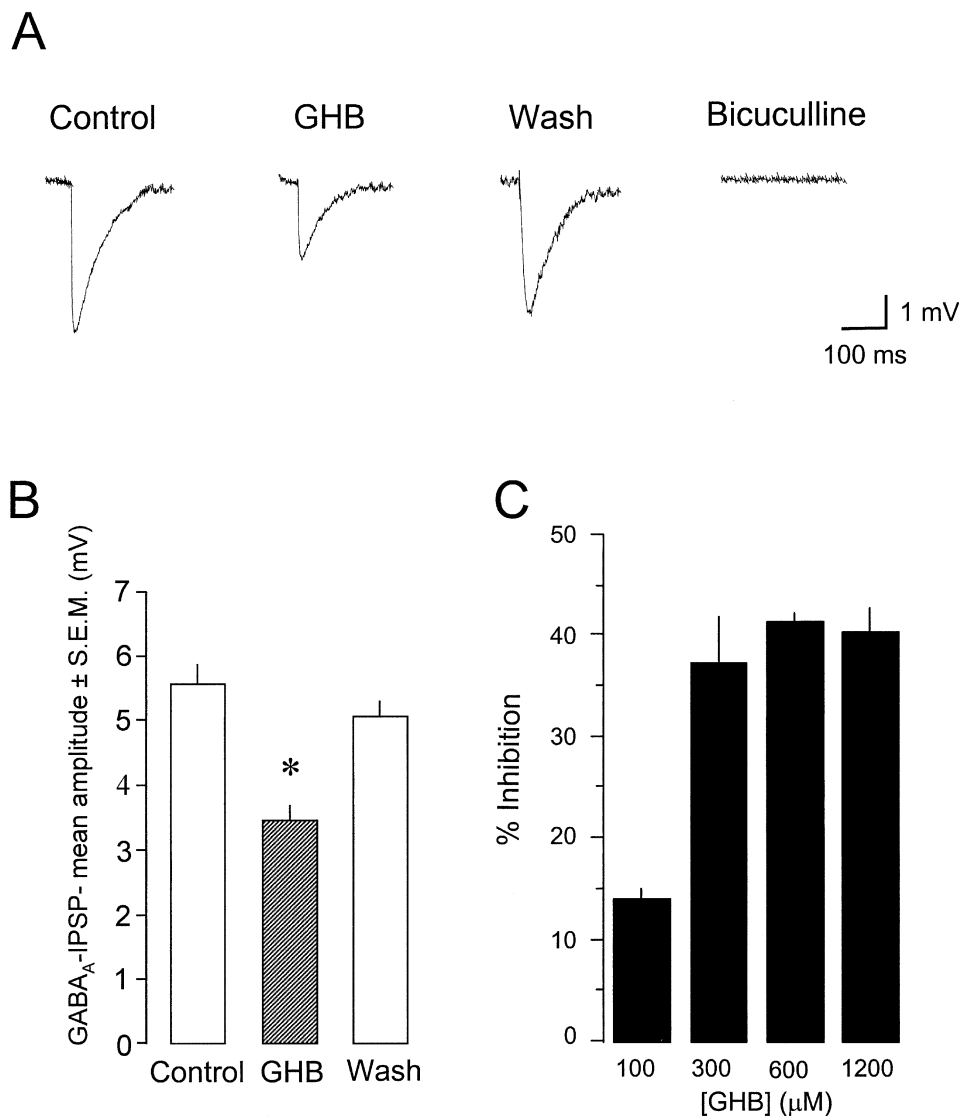 A
Control
GHB
Wash
Bicuculline
1 mV
100 ms
B
GABA_A-IPSP- mean amplitude ± S.E.M. (mV)
7
6
5
4
3
2
1
0
*
Control
GHB
Wash
C
% Inhibition
50
40
30
20
10
0
100
300
600
1200
[GHB] (µM)